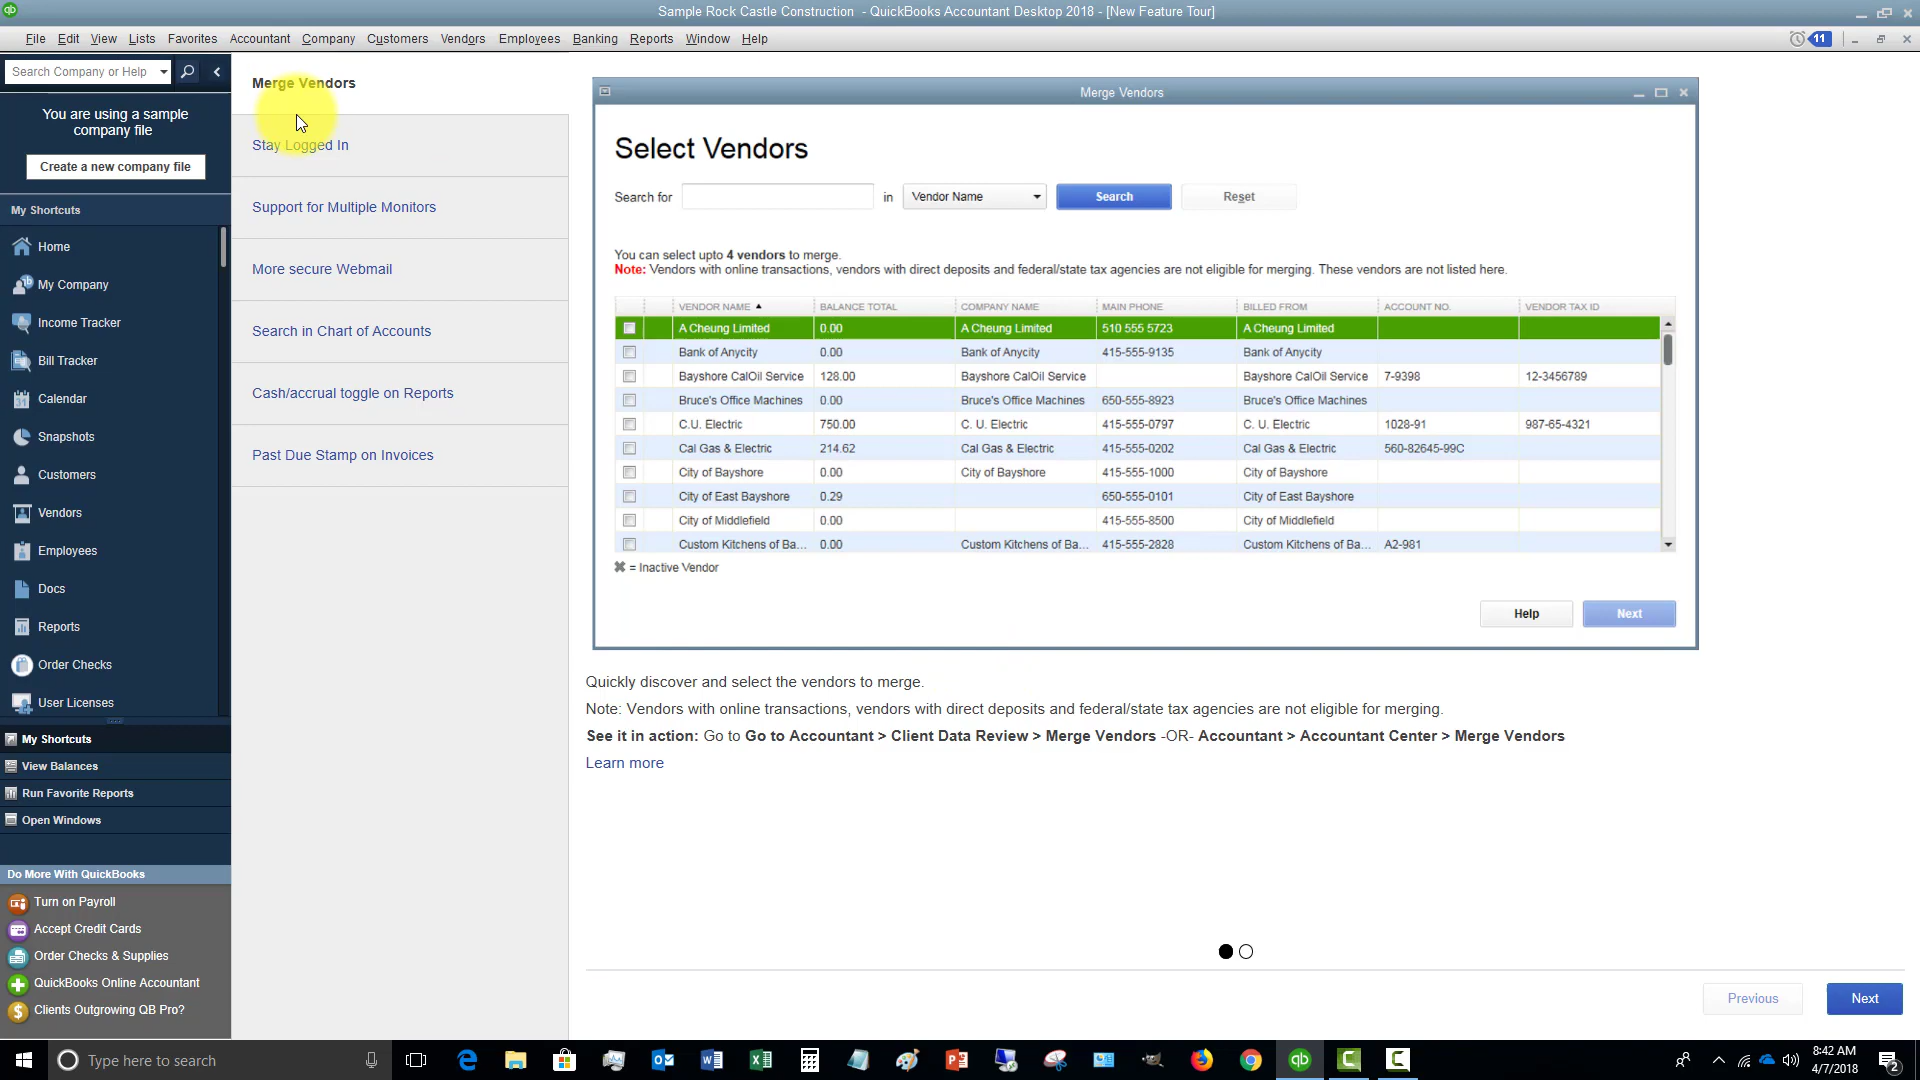 Sample Rock Castle Construction - QuickBooks Accountant Desktop 2018 - [New Feature Tour]
File Edit View Lists Favorites Accountant Company Customers Vendors Employees Banking Reports Window Help
11
Search Company or Help
You are using a sample
company file
Create a new company file
My Shortcuts
Home
My Company
Income Tracker
Bill Tracker
Calendar
Snapshots
Customers
Vendors
Employees
Docs
Reports
Order Checks
User Licenses
My Shortcuts
View Balances
Run Favorite Reports
Open Windows
Do More With QuickBooks
Turn on Payroll
Accept Credit Cards
Order Checks & Supplies
QuickBooks Online Accountant
Clients Outgrowing QB Pro?
Merge Vendors
Stay Logged In
Support for Multiple Monitors
More secure Webmail
Search in Chart of Accounts
Cash/accrual toggle on Reports
Past Due Stamp on Invoices
Merge Vendors
Select Vendors
Search for in Vendor Name Search Reset
You can select upto 4 vendors to merge.
Note: Vendors with online transactions, vendors with direct deposits and federal/state tax agencies are not eligible for merging. These vendors are not listed here.
VENDOR NAME BALANCE TOTAL COMPANY NAME MAIN PHONE BILLED FROM ACCOUNT NO. VENDOR TAX ID
A Cheung Limited 0.00 A Cheung Limited 510 555 5723 A Cheung Limited
Bank of Anycity 0.00 Bank of Anycity 415-555-9135 Bank of Anycity
Bayshore CalOil Service 128.00 Bayshore CalOil Service Bayshore CalOil Service 7-9398 12-3456789
Bruce's Office Machines 0.00 Bruce's Office Machines 650-555-8923 Bruce's Office Machines
C.U. Electric 750.00 C. U. Electric 415-555-0797 C. U. Electric 1028-91 987-65-4321
Cal Gas & Electric 214.62 Cal Gas & Electric 415-555-0202 Cal Gas & Electric 560-82645-99C
City of Bayshore 0.00 City of Bayshore 415-555-1000 City of Bayshore
City of East Bayshore 0.29 650-555-0101 City of East Bayshore
City of Middlefield 0.00 415-555-8500 City of Middlefield
Custom Kitchens of Ba... 0.00 Custom Kitchens of Ba... 415-555-2828 Custom Kitchens of Ba... A2-981
= Inactive Vendor
Help Next
Quickly discover and select the vendors to merge.
Note: Vendors with online transactions, vendors with direct deposits and federal/state tax agencies are not eligible for merging.
See it in action: Go to Go to Accountant > Client Data Review > Merge Vendors -OR- Accountant > Accountant Center > Merge Vendors
Learn more
Previous Next
Type here to search
8:42 AM
4/7/2018
2